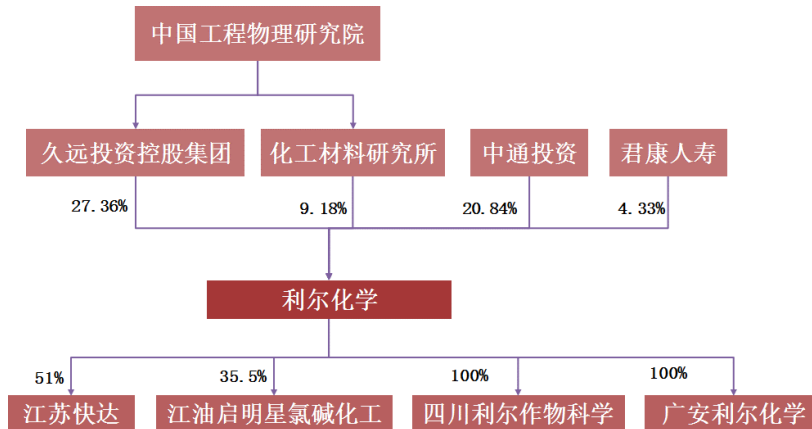 中国工程物理研究院
久远投资控股集团
化工材料研究所
中通投资
君康人寿
27.36%
9.18%
20.84%
4.33%
利尔化学
51%
35.5%
100%
100%
江苏快达
江油启明星氯碱化工
四川利尔作物科学
广安利尔化学